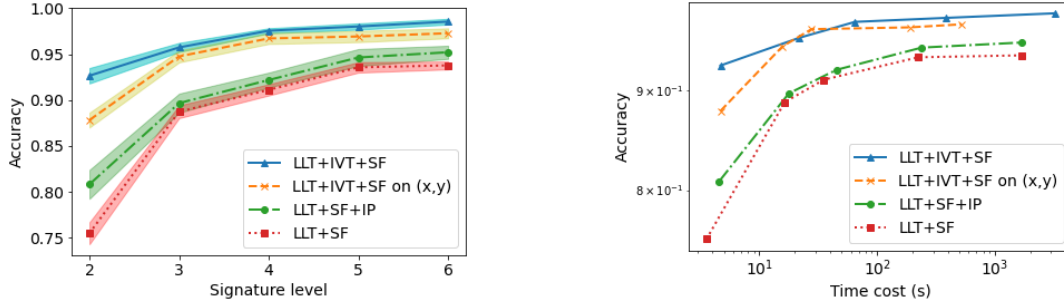 1.00
0.95
0.90
0.85
0.80
0.75
Accuracy
2 3 4 5 6
Signature level
LLT+IVT+SF
LLT+IVT+SF on (x,y)
LLT+SF+IP
LLT+SF
9 × 10⁻¹
8 × 10⁻¹
Accuracy
10¹ 10² 10³
Time cost (s)
LLT+IVT+SF
LLT+IVT+SF on (x,y)
LLT+SF+IP
LLT+SF